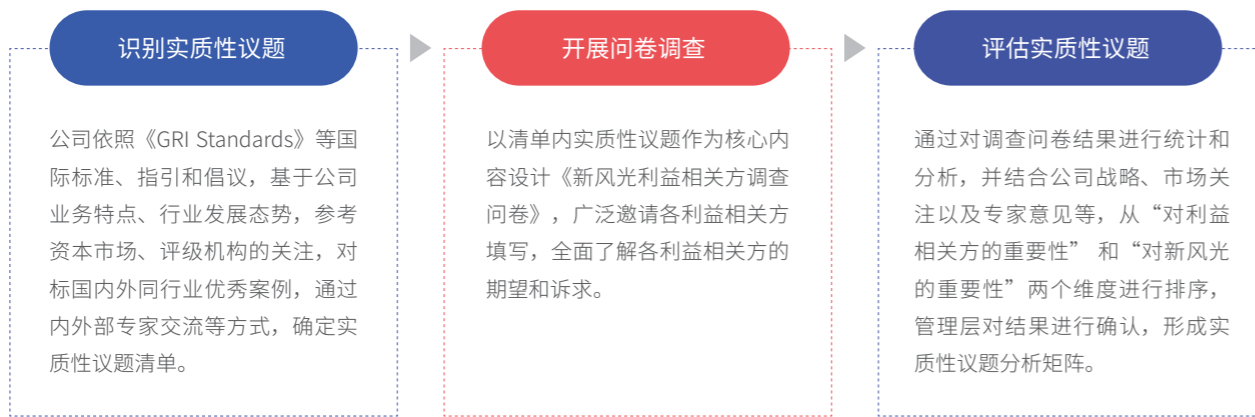 识别实质性议题
公司依照《GRI Standards》等国
际标准、指引和倡议，基于公司
业务特点、行业发展态势，参考
资本市场、评级机构的关注，对
标国内外同行业优秀案例，通过
内外部专家交流等方式，确定实
质性议题清单。
开展问卷调查
以清单内实质性议题作为核心内
容设计《新风光利益相关方调查
问卷》，广泛邀请各利益相关方
填写，全面了解各利益相关方的
期望和诉求。
评估实质性议题
通过对调查问卷结果进行统计和
分析，并结合公司战略、市场关
注以及专家意见等，从“对利益
相关方的重要性” 和“对新风光
的重要性”两个维度进行排序，
管理层对结果进行确认，形成实
质性议题分析矩阵。